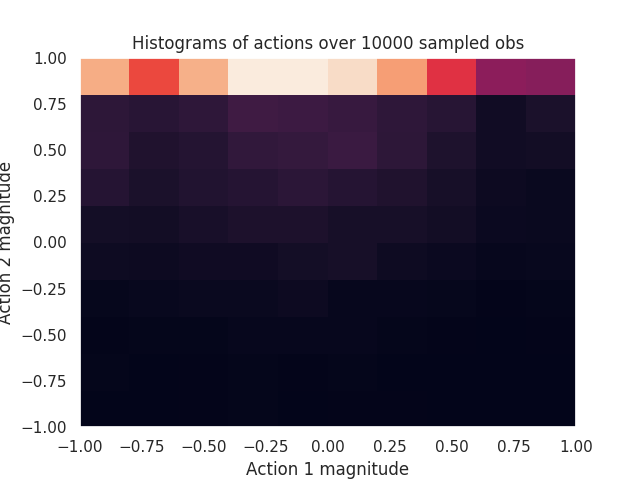 Histograms of actions over 10000 sampled obs
Action 2 magnitude
1.00
0.75
0.50
0.25
0.00
−0.25
−0.50
−0.75
−1.00
−1.00 −0.75 −0.50 −0.25 0.00 0.25 0.50 0.75 1.00
Action 1 magnitude